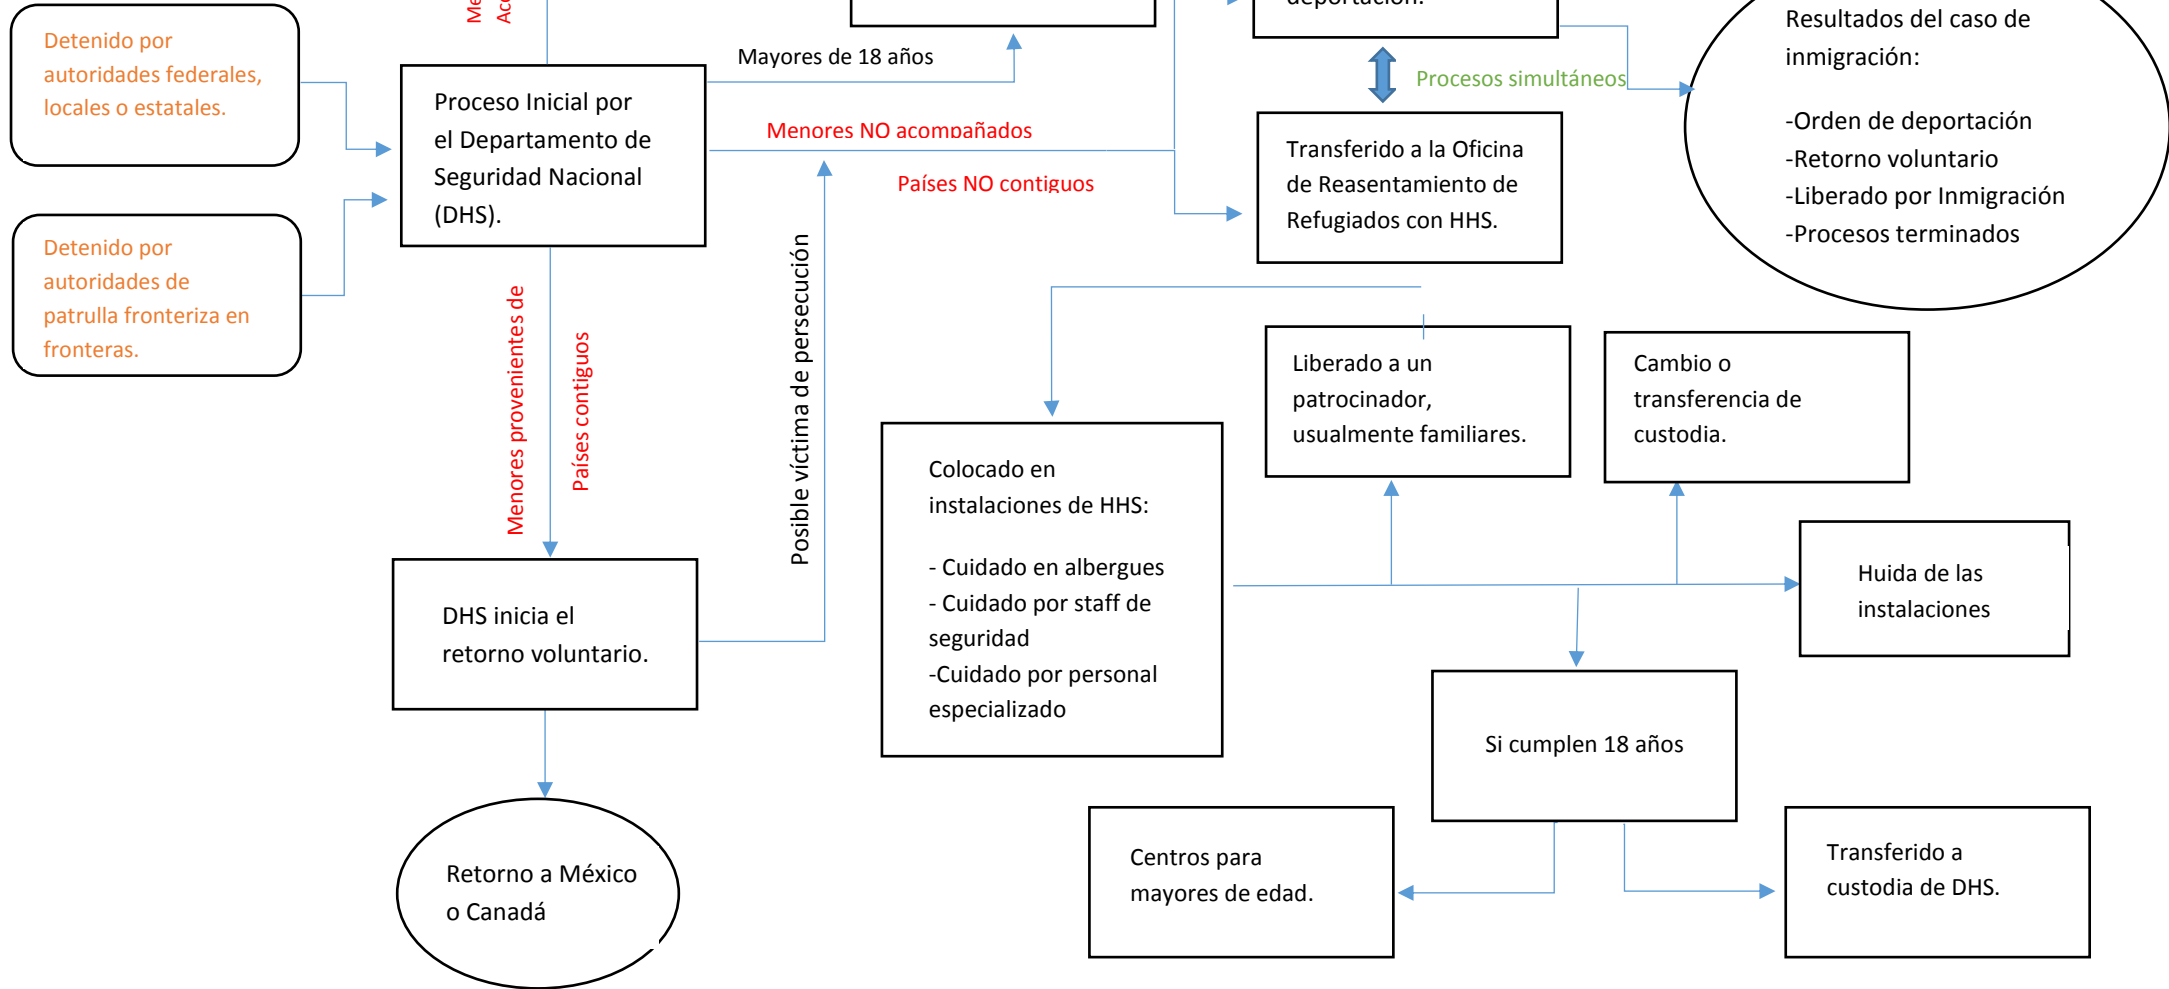 deportación.
Resultados del caso de
inmigración:
-Orden de deportación
-Retorno voluntario
-Liberado por Inmigración
-Procesos terminados
Detenido por
autoridades federales,
locales o estatales.
Mayores de 18 años
Procesos simultáneos
Proceso Inicial por
el Departamento de
Seguridad Nacional
(DHS).
Menores NO acompañados
Países NO contiguos
Transferido a la Oficina
de Reasentamiento de
Refugiados con HHS.
Detenido por
autoridades de
patrulla fronteriza en
fronteras.
Menores provenientes de
Países contiguos
Posible víctima de persecución
Liberado a un
patrocinador,
usualmente familiares.
Cambio o
transferencia de
custodia.
Colocado en
instalaciones de HHS:
- Cuidado en albergues
- Cuidado por staff de
seguridad
-Cuidado por personal
especializado
Huida de las
instalaciones
DHS inicia el
retorno voluntario.
Si cumplen 18 años
Retorno a México
o Canadá
Centros para
mayores de edad.
Transferido a
custodia de DHS.